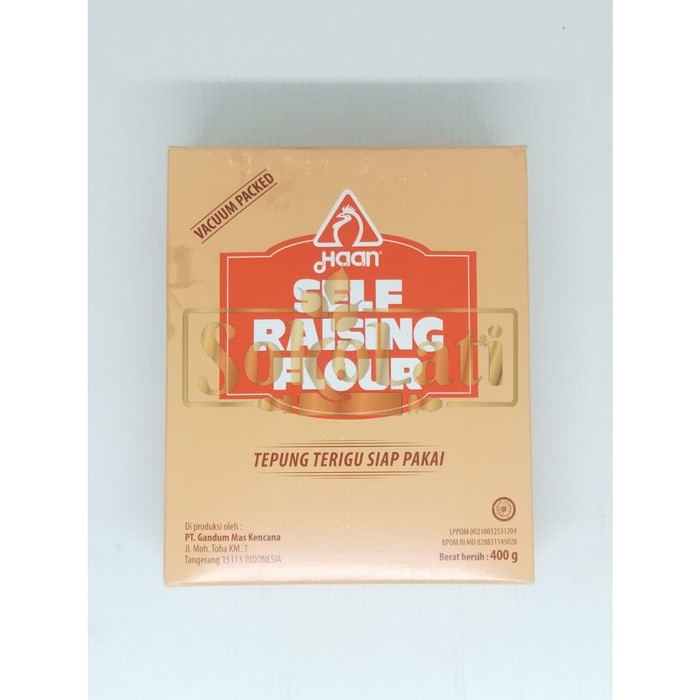 VACUUM PACKED
HAAN®
SELF
RAISING
FLOUR
SokoLati
TEPUNG TERIGU SIAP PAKAI
Di produksi oleh :
PT. Gandum Mas Kencana
Jl. Moh. Toha KM. 3
Tangerang 15113 INDONESIA
LPPOM 00210032531204
BPOM RI MD 828831145028
Berat bersih : 400 g